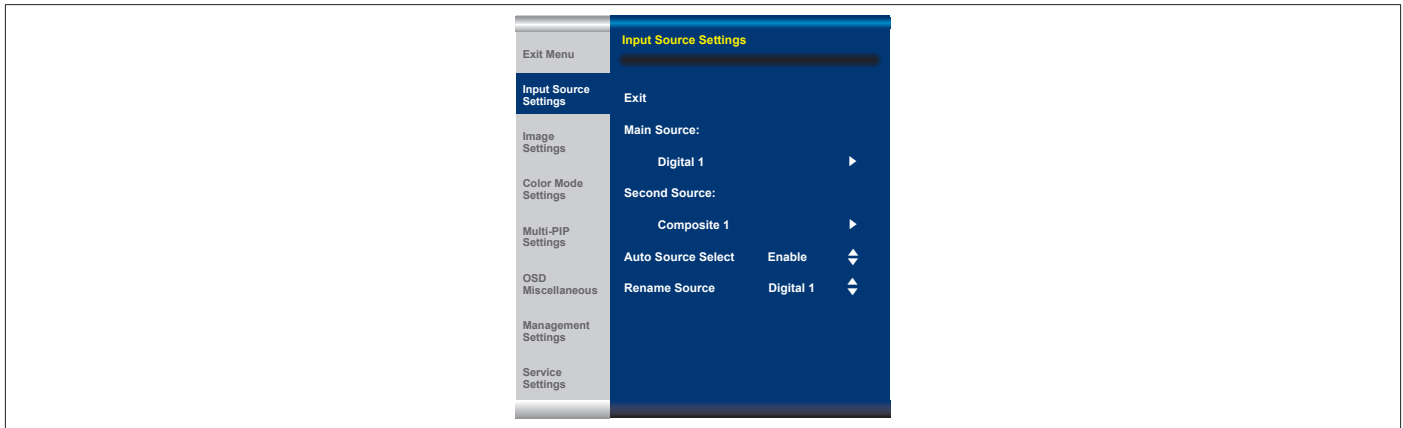 Exit Menu
Input Source
Settings
Image
Settings
Color Mode
Settings
Multi-PIP
Settings
OSD
Miscellaneous
Management
Settings
Service
Settings
Input Source Settings
Exit
Main Source:
Digital 1
Second Source:
Composite 1
Auto Source Select Enable
Rename Source Digital 1